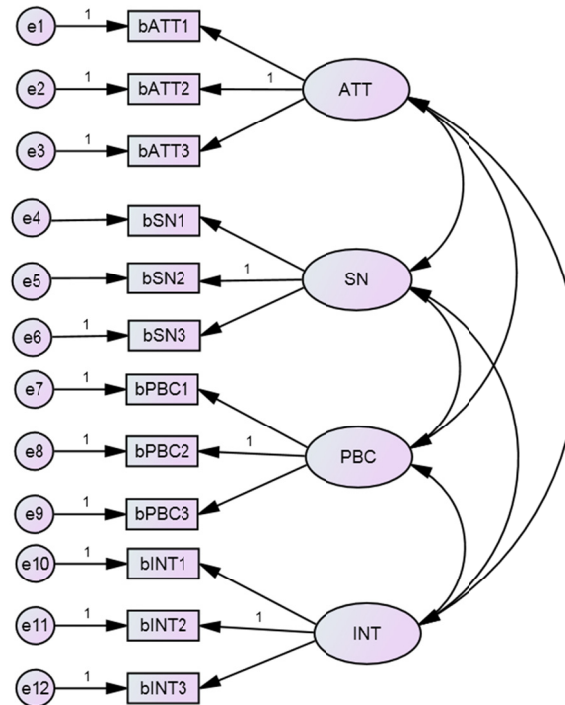 e1 1 bATT1
e2 1 bATT2 1 ATT
e3 1 bATT3
e4 bSN1
e5 bSN2 1 SN
e6 1 bSN3
e7 1 bPBC1
e8 1 bPBC2 1 PBC
e9 1 bPBC3
e10 1 bINT1
e11 1 bINT2 1 INT
e12 1 bINT3